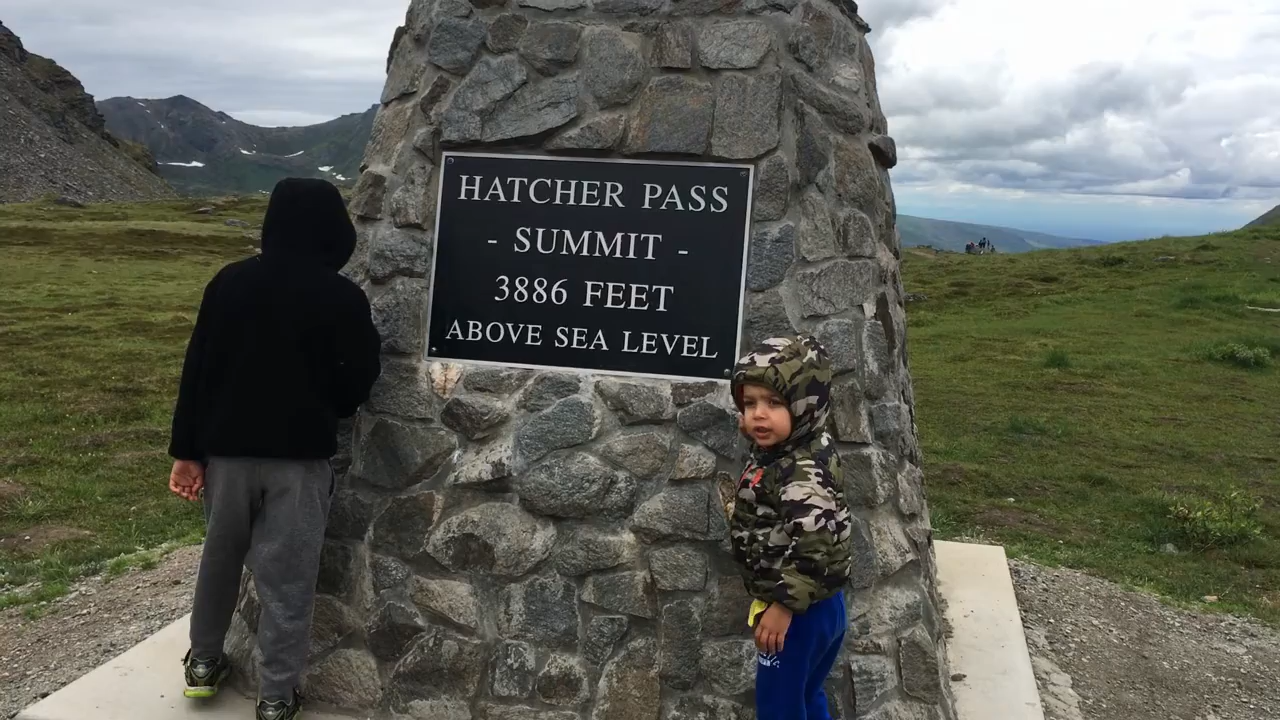 HATCHER PASS
- SUMMIT -
3886 FEET
ABOVE SEA LEVEL